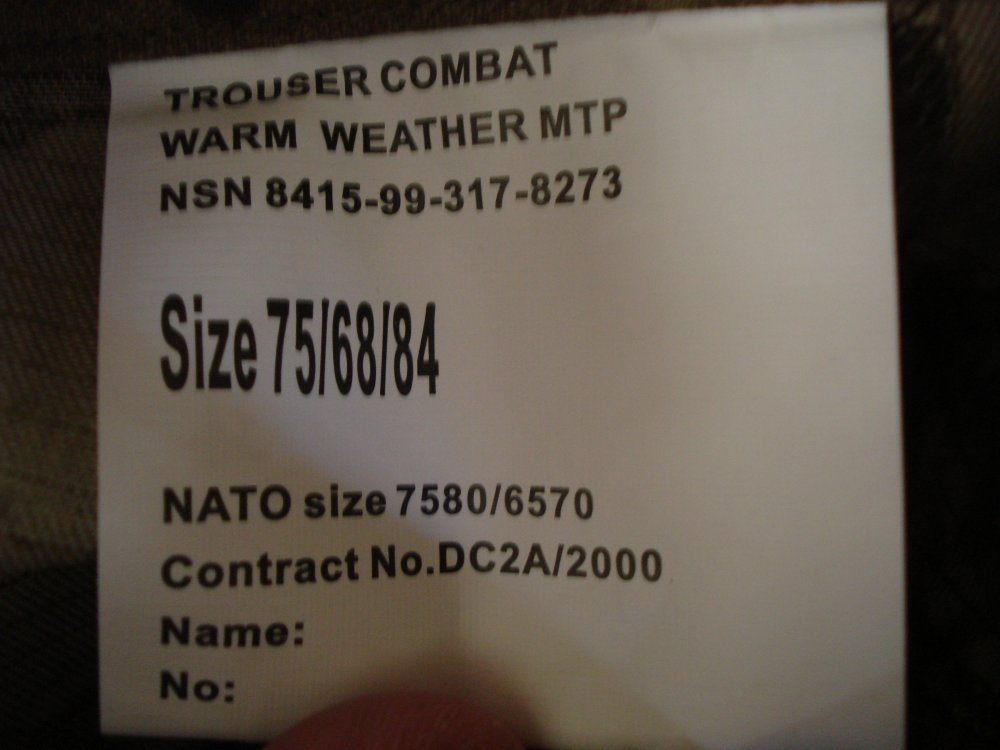 TROUSER COMBAT
WARM WEATHER MTP
NSN 8415-99-317-8273
Size 75/68/84
NATO size 7580/6570
Contract No.DC2A/2000
Name:
No: